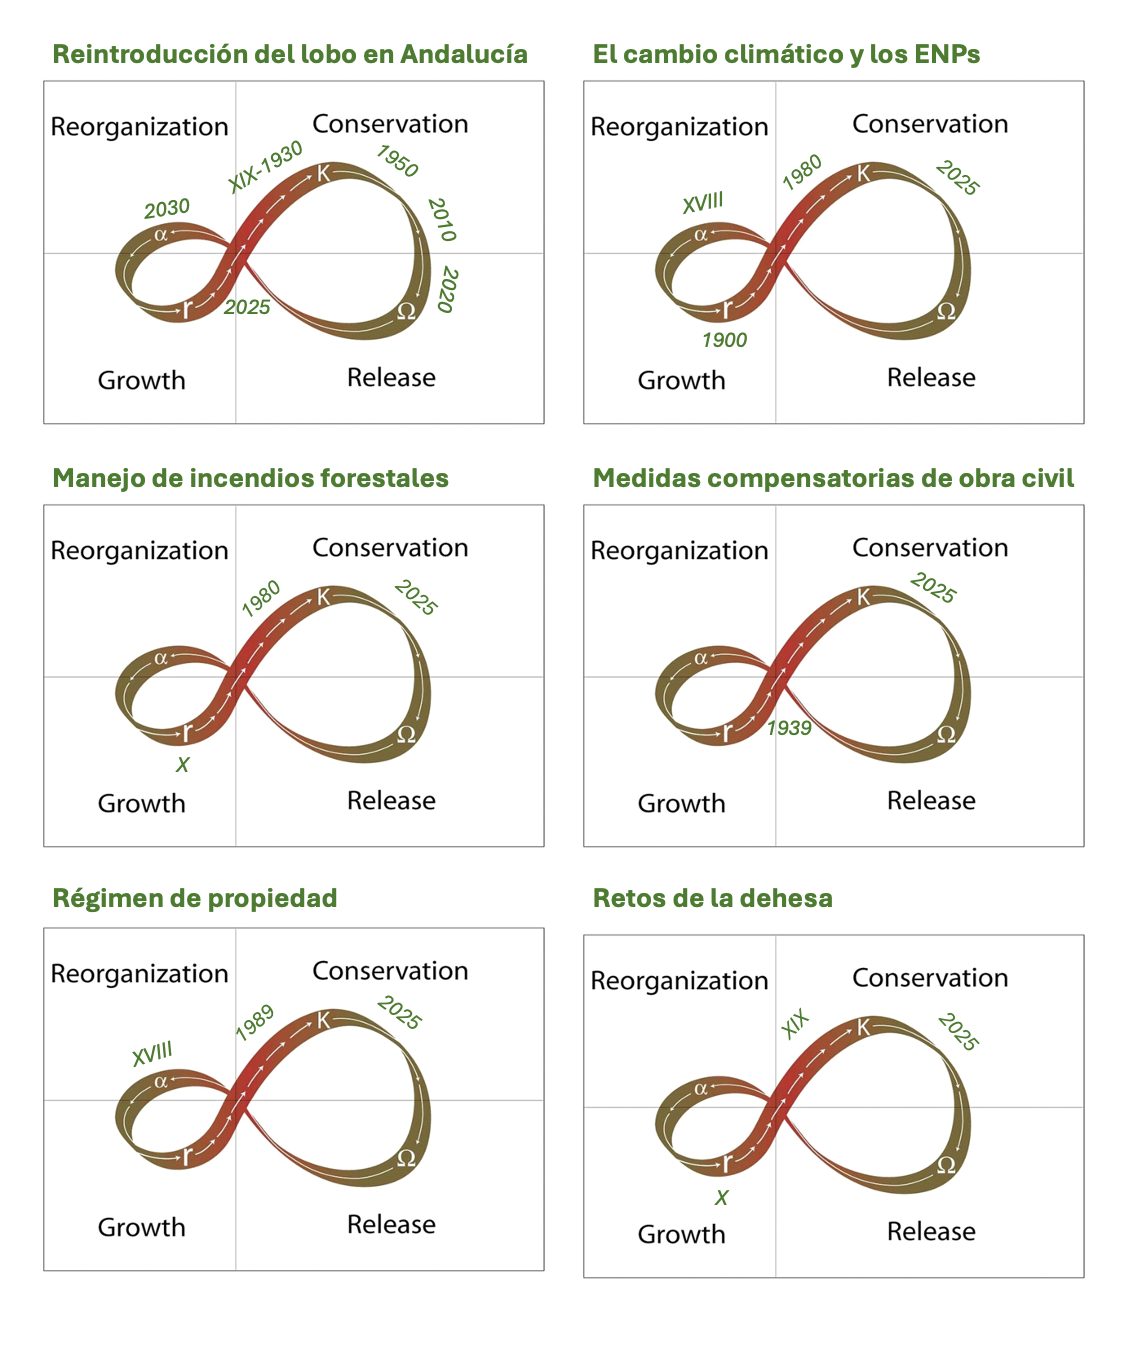 Reintroducción del lobo en Andalucía
Reorganization
Conservation
XIX-1930
1950
2010
2020
2030
2025
K
α
r
Ω
Growth
Release
El cambio climático y los ENPs
Reorganization
Conservation
XVIII
1980
2025
K
α
r
Ω
1900
Growth
Release
Manejo de incendios forestales
Reorganization
Conservation
1980
2025
K
α
r
Ω
X
Growth
Release
Medidas compensatorias de obra civil
Reorganization
Conservation
2025
K
α
r
Ω
1939
Growth
Release
Régimen de propiedad
Reorganization
Conservation
XVIII
1989
2025
K
α
r
Ω
Growth
Release
Retos de la dehesa
Reorganization
Conservation
XIX
2025
K
α
r
Ω
X
Growth
Release